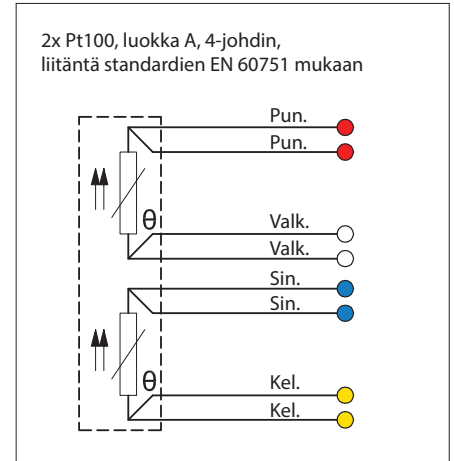 2x Pt100, luokka A, 4-johdin,
liitäntä standardien EN 60751 mukaan
Pun.
Pun.
θ
Valk.
Valk.
Sin.
Sin.
θ
Kel.
Kel.